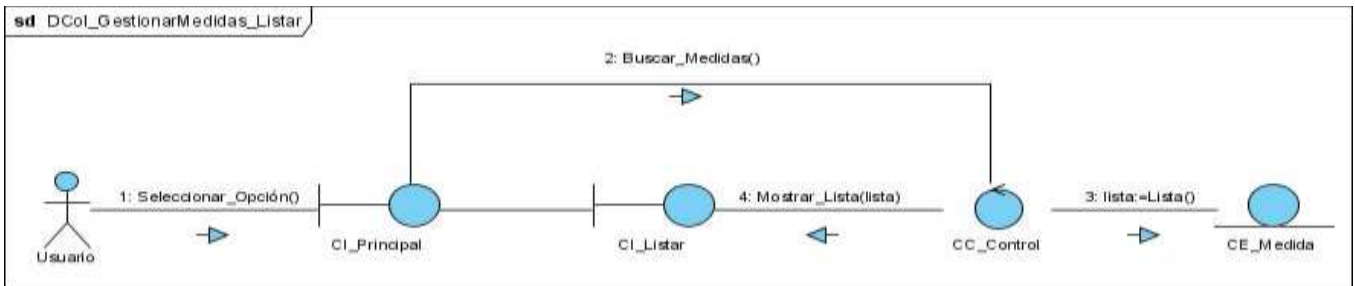 sd DCol_GestionarMedidas_Listar
2: Buscar_Medidas()
1: Seleccionar_Opción()
4: Mostrar_Lista(lista)
3: lista:=Lista()
Usuario
CI_Principal
CI_Listar
CC_Control
CE_Medida